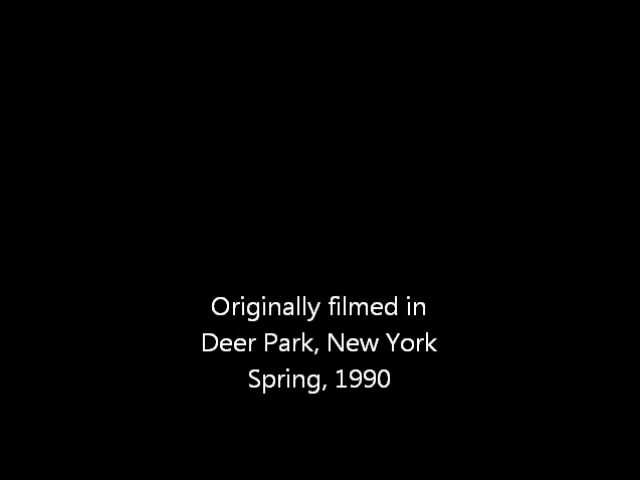 Originally filmed in
Deer Park, New York
Spring, 1990